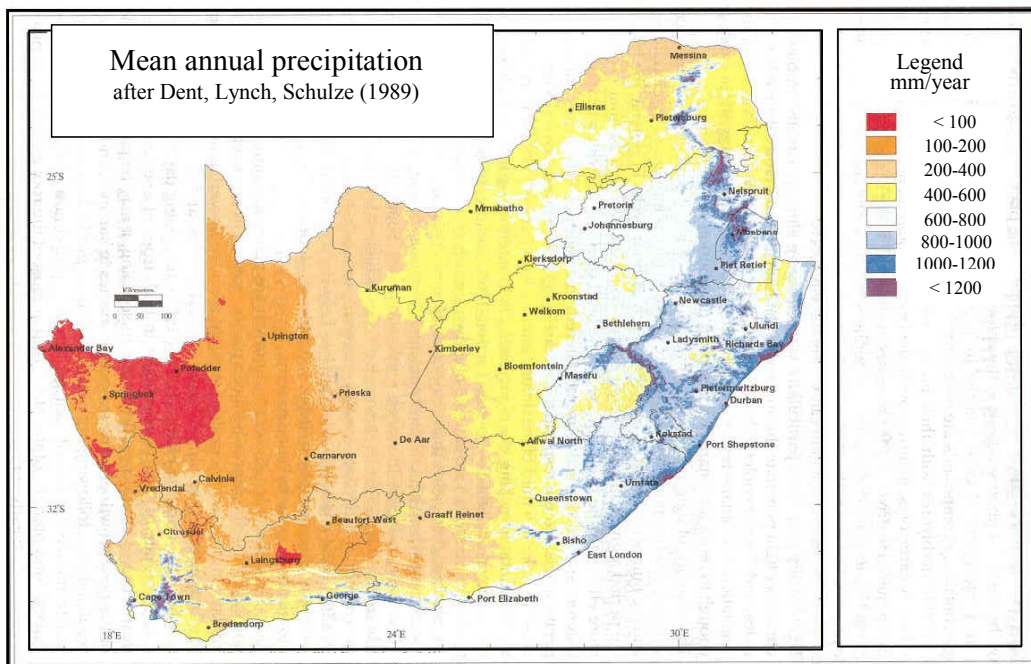 Mean annual precipitation
after Dent, Lynch, Schulze (1989)
Legend
mm/year
< 100
100-200
200-400
400-600
600-800
800-1000
1000-1200
< 1200
Messina
Ellisras
Pietersburg
25°S
Nelspruit
Mmabatho
Pretoria
Johannesburg
Mbabane
Klerksdorp
Piet Retief
Kilometres
50 0 50 100
Kuruman
Kroonstad
Newcastle
Welkom
Bethlehem
Ulundi
Upington
Ladysmith
Richards Bay
Alexander Bay
Kimberley
Pofadder
Bloemfontein
Maseru
Springbok
Prieska
Pietermaritzburg
Durban
De Aar
Aliwal North
Kokstad
Port Shepstone
Carnarvon
Calvinia
Vredendal
Umtata
Queenstown
32°S
Beaufort West
Graaff Reinet
Citrusdal
Bisho
East London
Laingsburg
Cape Town
George
Port Elizabeth
Bredasdorp
18°E
24°E
30°E